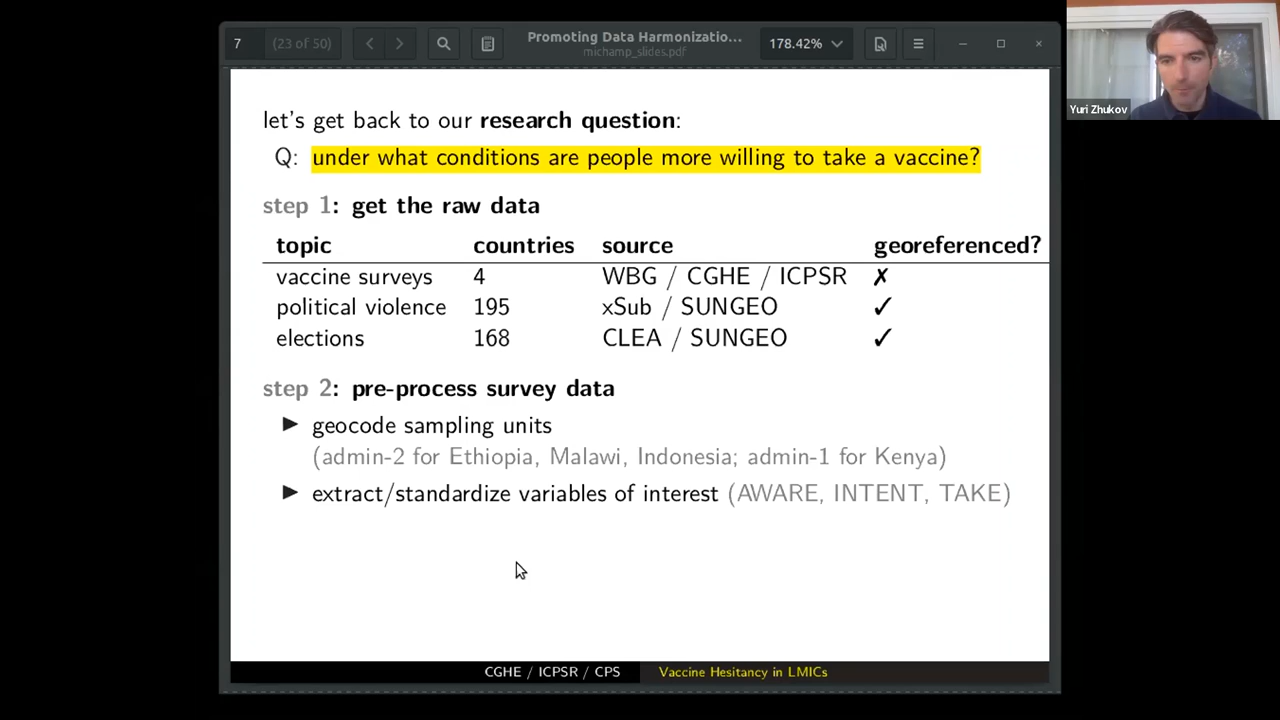 7 (23 of 50) Promoting Data Harmonizatio... 178.42%
michamp_slides.pdf
Yuri Zhukov
let's get back to our research question:
Q: under what conditions are people more willing to take a vaccine?
step 1: get the raw data
topic countries source georeferenced?
vaccine surveys 4 WBG / CGHE / ICPSR ✗
political violence 195 xSub / SUNGEO ✓
elections 168 CLEA / SUNGEO ✓
step 2: pre-process survey data
▶ geocode sampling units
(admin-2 for Ethiopia, Malawi, Indonesia; admin-1 for Kenya)
▶ extract/standardize variables of interest (AWARE, INTENT, TAKE)
CGHE / ICPSR / CPS Vaccine Hesitancy in LMICs